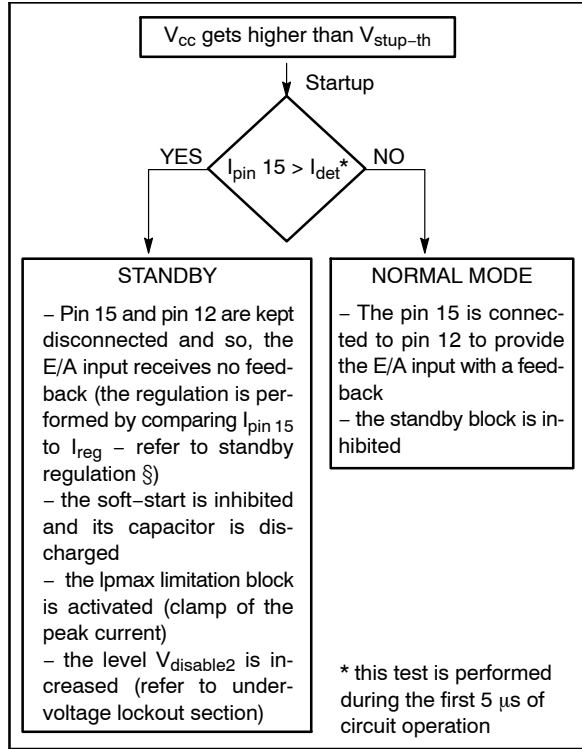 Vcc gets higher than Vstup–th
Startup
YES
Ipin 15 > Idet*
NO
STANDBY
– Pin 15 and pin 12 are kept
disconnected and so, the
E/A input receives no feed-
back (the regulation is per-
formed by comparing Ipin 15
to Ireg – refer to standby
regulation §)
– the soft–start is inhibited
and its capacitor is dis-
charged
– the Ipmax limitation block
is activated (clamp of the
peak current)
– the level Vdisable2 is in-
creased (refer to under-
voltage lockout section)
NORMAL MODE
– The pin 15 is connec-
ted to pin 12 to provide
the E/A input with a feed-
back
– the standby block is in-
hibited
* this test is performed
during the first 5 μs of
circuit operation